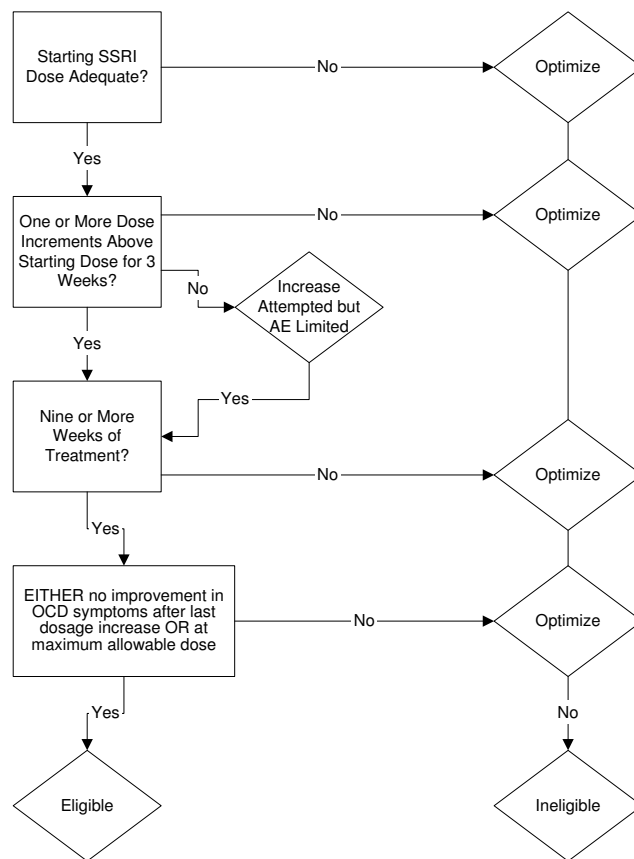 Starting SSRI
Dose Adequate?
No
Optimize
Yes
One or More Dose
Increments Above
Starting Dose for 3
Weeks?
No
Optimize
No
Increase
Attempted but
AE Limited
Yes
Yes
Nine or More
Weeks of
Treatment?
No
Optimize
Yes
EITHER no improvement in
OCD symptoms after last
dosage increase OR at
maximum allowable dose
No
Optimize
Yes
No
Eligible
Ineligible